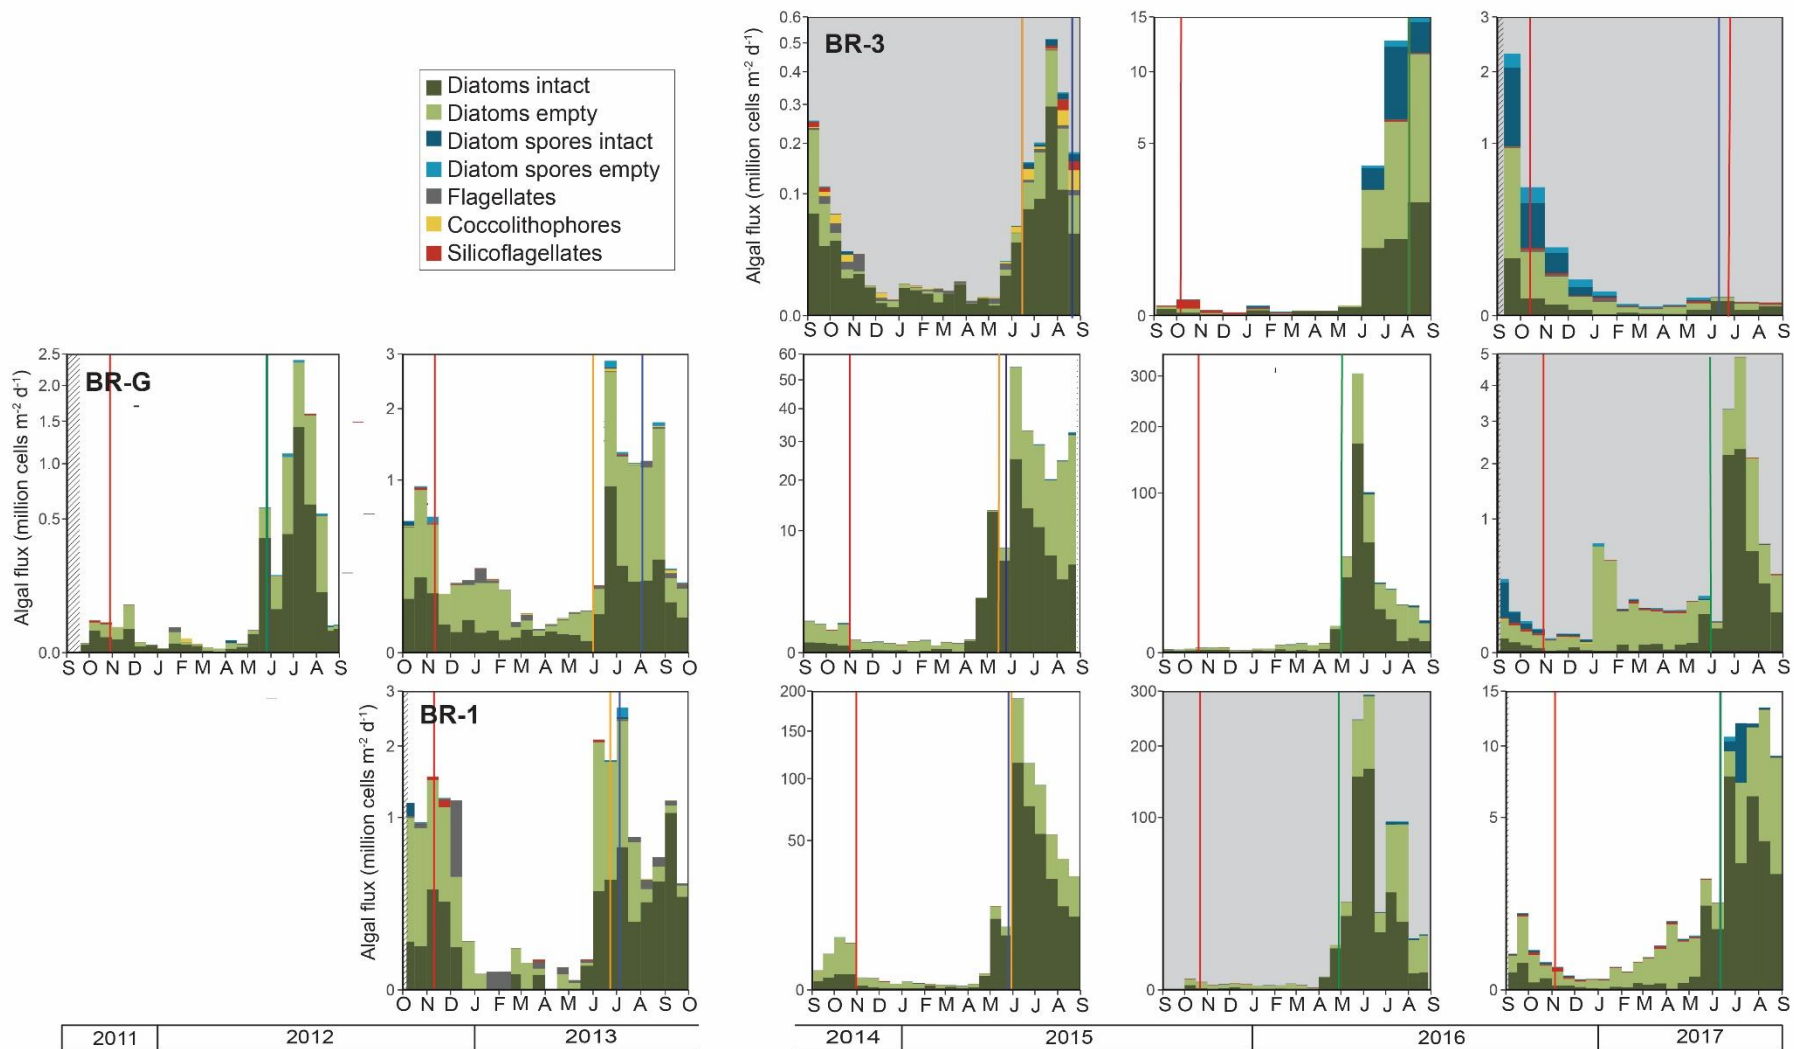 Diatoms intact
Diatoms empty
Diatom spores intact
Diatom spores empty
Flagellates
Coccolithophores
Silicoflagellates
BR-3
Algal flux (million cells m⁻² d⁻¹)
0.6
0.5
0.4
0.3
0.2
0.1
0.0
S O N D J F M A M J J A S
15
10
5
0
S O N D J F M A M J J A S
3
2
1
0
S O N D J F M A M J J A S
BR-G
Algal flux (million cells m⁻² d⁻¹)
2.5
2.0
1.5
1.0
0.5
0.0
S O N D J F M A M J J A S
3
2
1
0
O N D J F M A M J J A S O
60
50
40
30
20
10
0
S O N D J F M A M J J A S
300
200
100
0
S O N D J F M A M J J A S
5
4
3
2
1
0
S O N D J F M A M J J A S
BR-1
Algal flux (million cells m⁻² d⁻¹)
3
2
1
0
O N D J F M A M J J A S O
200
150
100
50
0
S O N D J F M A M J J A S
300
200
100
0
S O N D J F M A M J J A S
15
10
5
0
S O N D J F M A M J J A S
2011 2012 2013 2014 2015 2016 2017